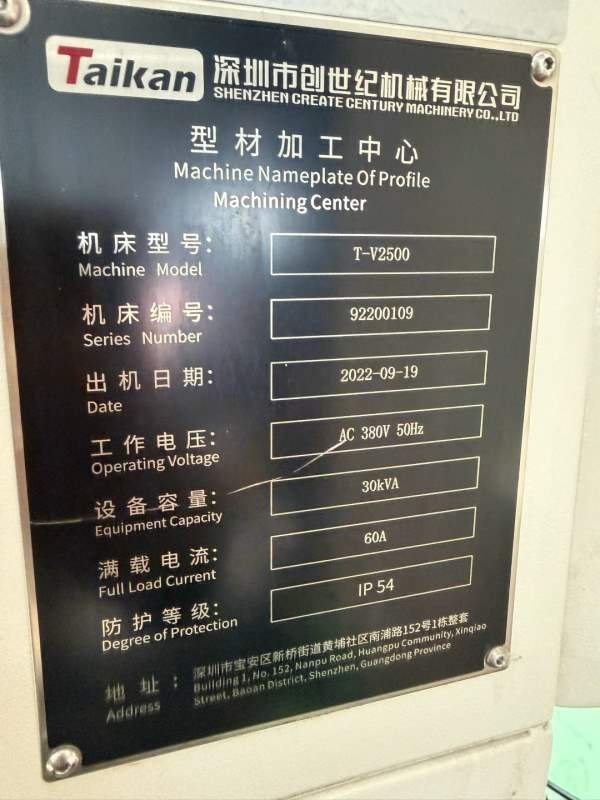 Taikan 深圳市创世纪机械有限公司
SHENZHEN CREATE CENTURY MACHINERY CO.,LTD
型材加工中心
Machine Nameplate Of Profile
Machining Center
机床型号： T-V2500
Machine Model
机床编号： 92200109
Series Number
出机日期： 2022-09-19
Date
工作电压： AC 380V 50Hz
Operating Voltage
设备容量： 30kVA
Equipment Capacity
满载电流： 60A
Full Load Current
防护等级： IP 54
Degree of Protection
地址： 深圳市宝安区新桥街道黄埔社区南浦路152号1栋整套
Address Building 1, No. 152, Nanpu Road, Huangpu Community, Xinqiao
Street, Baoan District, Shenzhen, Guangdong Province